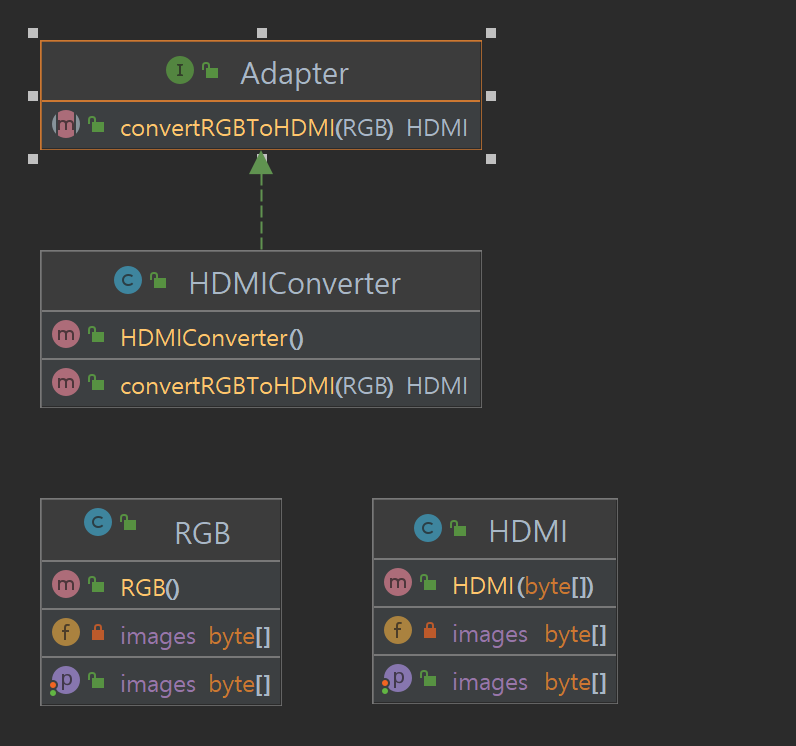 I Adapter
m convertRGBToHDMI(RGB) HDMI
C HDMIConverter
m HDMIConverter()
m convertRGBToHDMI(RGB) HDMI
C RGB
m RGB()
f images byte[]
p images byte[]
C HDMI
m HDMI(byte[])
f images byte[]
p images byte[]